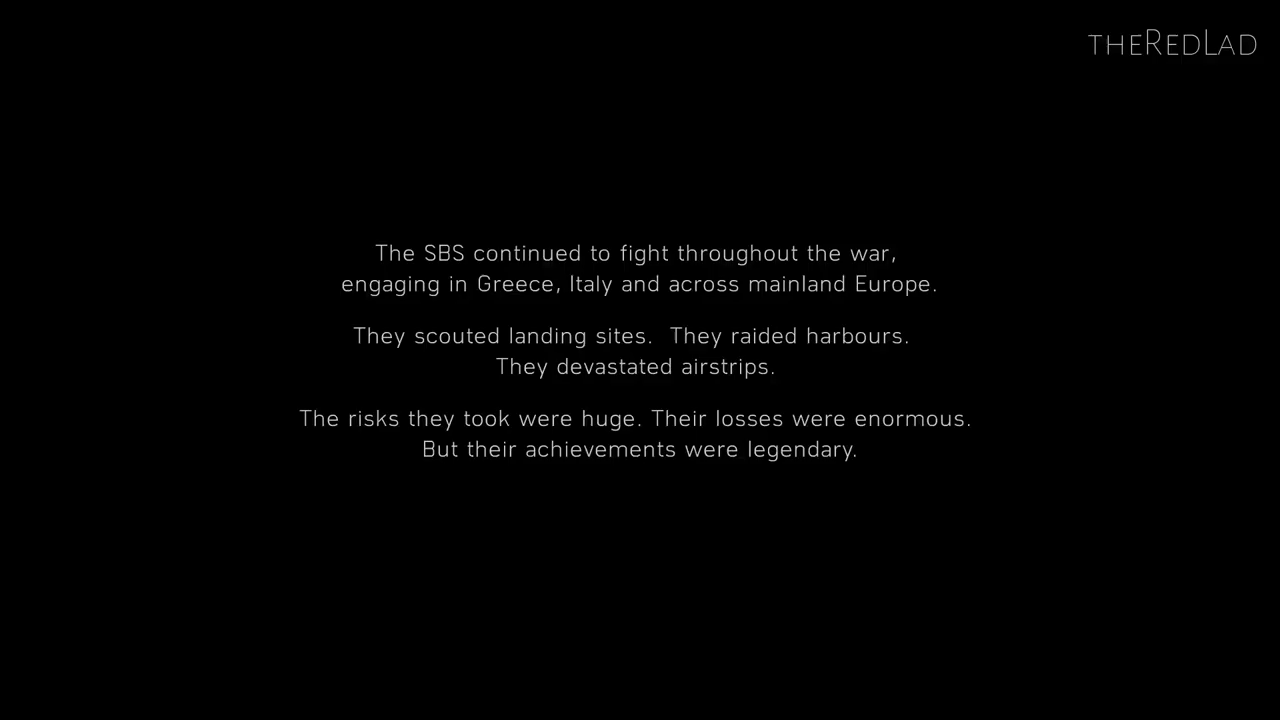 THEREDLAD
The SBS continued to fight throughout the war,
engaging in Greece, Italy and across mainland Europe.
They scouted landing sites.  They raided harbours.
They devastated airstrips.
The risks they took were huge. Their losses were enormous.
But their achievements were legendary.